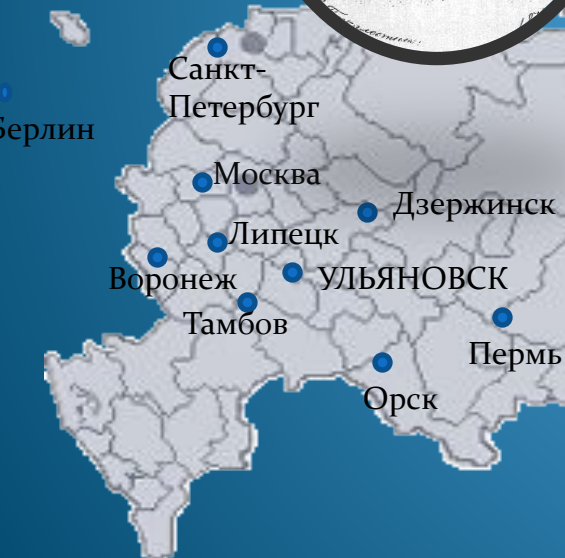 Санкт-
Петербург
Берлин
Москва
Дзержинск
Липецк
Воронеж
УЛЬЯНОВСК
Тамбов
Пермь
Орск